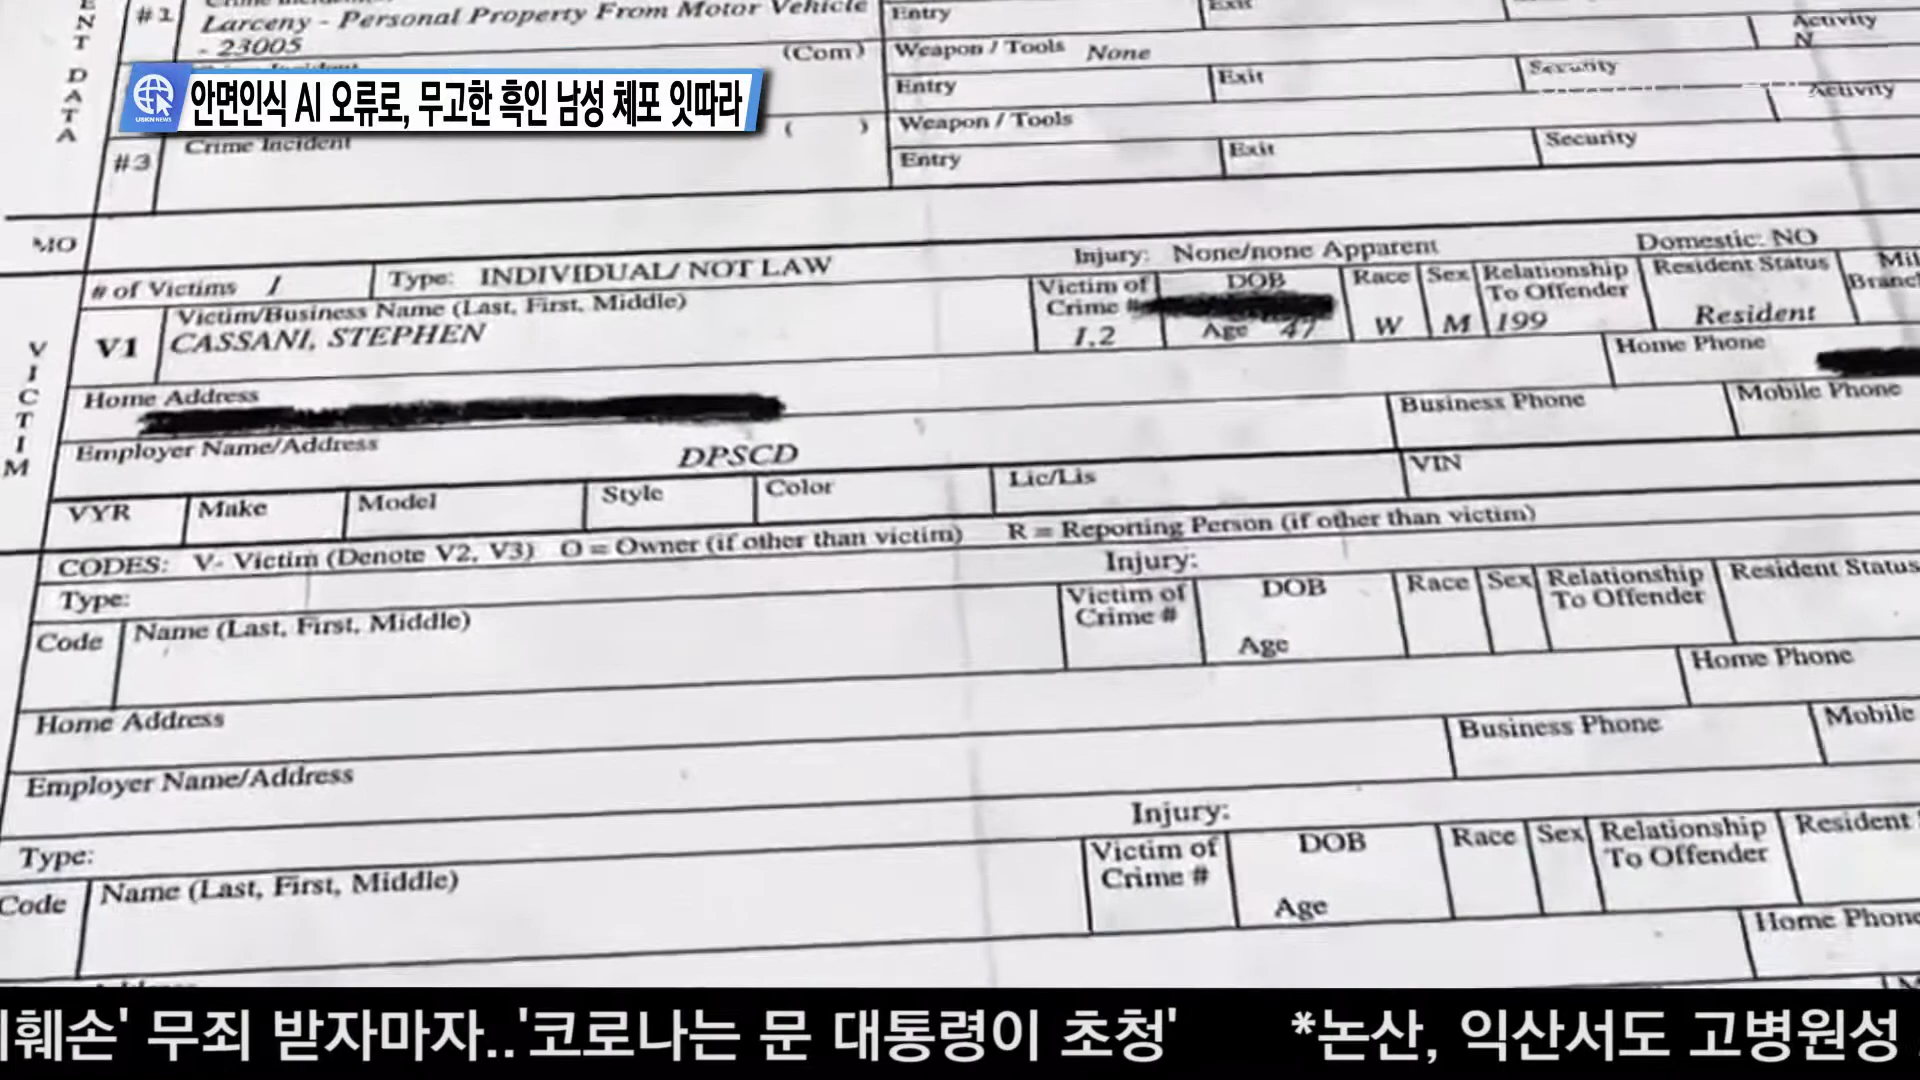 #1
Larceny - Personal Property From Motor Vehicle
- 23005
(Com)
Entry
Exit
Weapon / Tools None
Activity
N
Entry
Exit
Security
USKN NEWS
안면인식 AI 오류로, 무고한 흑인 남성 체포 잇따라
( )
Weapon / Tools
Activity
#3
Crime Incident
Entry
Exit
Security
DATA
MO
VICTIM
# of Victims 1
Type: INDIVIDUAL/ NOT LAW
Injury: None/none Apparent
Domestic: NO
V1
Victim/Business Name (Last, First, Middle)
CASSANI, STEPHEN
Victim of
Crime #
1,2
DOB
Age 47
Race
W
Sex
M
Relationship
To Offender
199
Resident Status
Resident
Mil
Branch
Home Address
Home Phone
Employer Name/Address
DPSCD
Business Phone
Mobile Phone
VYR
Make
Model
Style
Color
Lic/Lis
VIN
CODES: V- Victim (Denote V2, V3) O = Owner (if other than victim) R = Reporting Person (if other than victim)
Type:
Injury:
Code
Name (Last, First, Middle)
Victim of
Crime #
DOB
Age
Race
Sex
Relationship
To Offender
Resident Status
Home Address
Home Phone
Employer Name/Address
Business Phone
Mobile
Type:
Injury:
Code
Name (Last, First, Middle)
Victim of
Crime #
DOB
Age
Race
Sex
Relationship
To Offender
Resident
Home Phone
훼손' 무죄 받자마자..'코로나는 문 대통령이 초청' *논산, 익산서도 고병원성